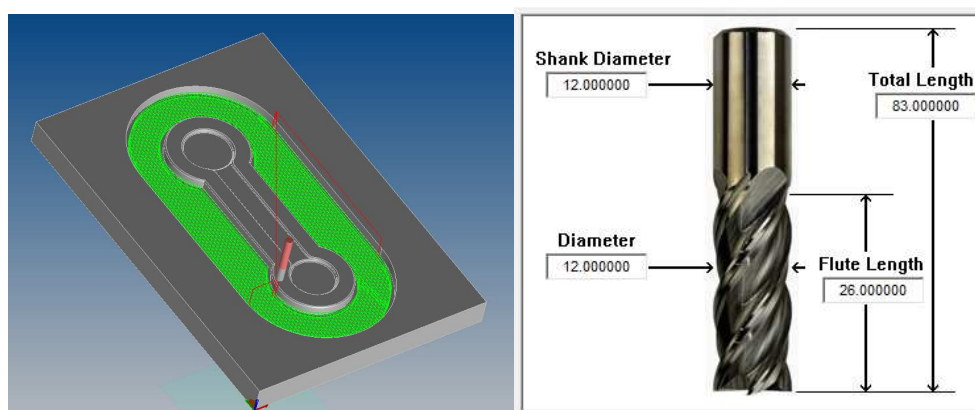 Shank Diameter
12.000000
Total Length
83.000000
Diameter
12.000000
Flute Length
26.000000